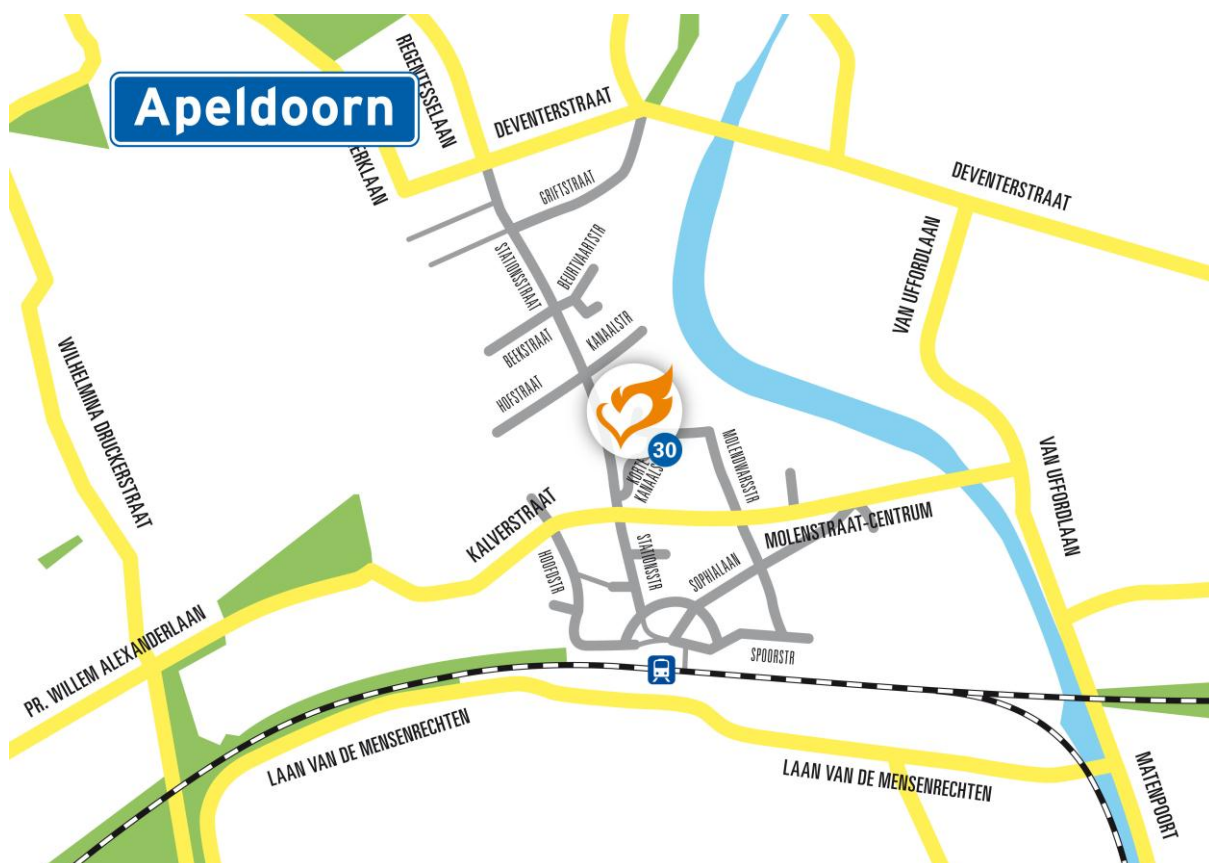 Apeldoorn
REGENTESSELAAN
ERKLAAN
DEVENTERSTRAAT
DEVENTERSTRAAT
GRIFTSTRAAT
STATIONSSTRAAT
BEURTVAARTSTR
VAN UFFORDLAAN
BEEKSTRAAT
KANAALSTR
HOFSTRAAT
WILHELMINA DRUCKERSTRAAT
30
KORTE
KANAALS
MOLENDWARSSTR
VAN UFFORDLAAN
KALVERSTRAAT
MOLENSTRAAT-CENTRUM
HOOFDSTR
STATIONSSTR
SOPHIALAAN
PR. WILLEM ALEXANDERLAAN
SPOORSTR
LAAN VAN DE MENSENRECHTEN
LAAN VAN DE MENSENRECHTEN
MATENPOORT